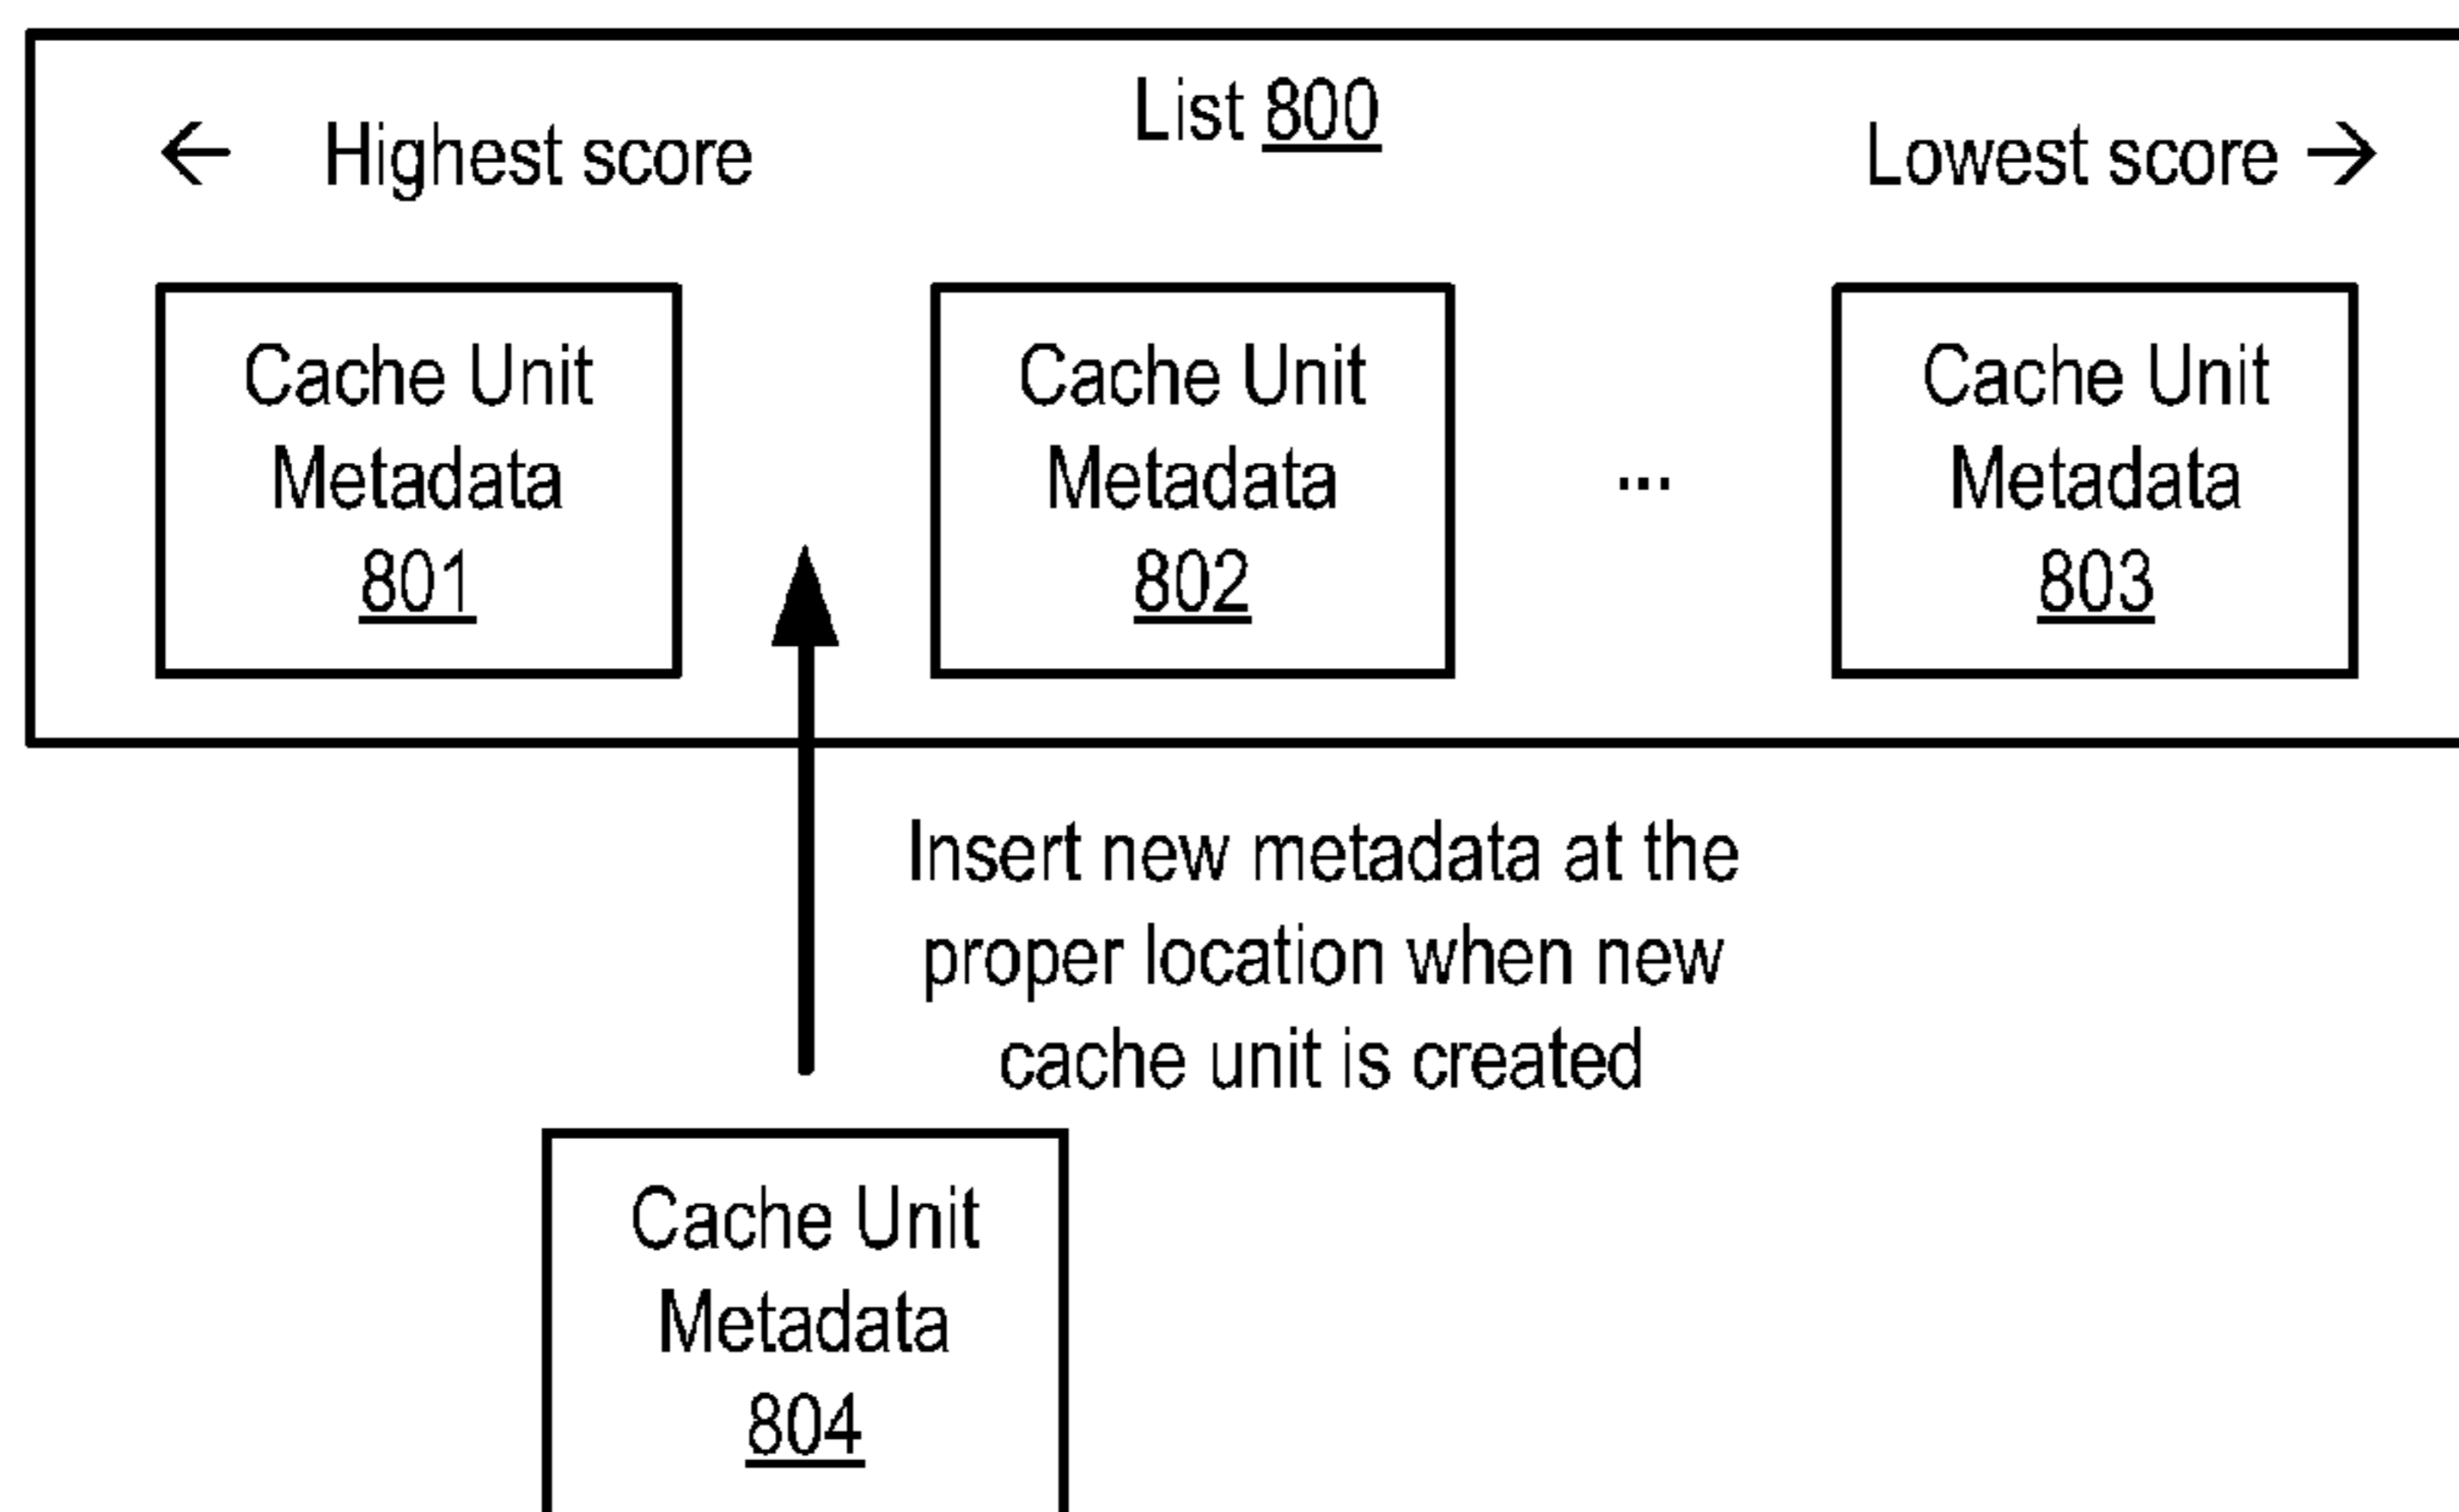 List 800
← Highest score
Lowest score →
Cache Unit
Metadata
801
Cache Unit
Metadata
802
...
Cache Unit
Metadata
803
Insert new metadata at the
proper location when new
cache unit is created
Cache Unit
Metadata
804